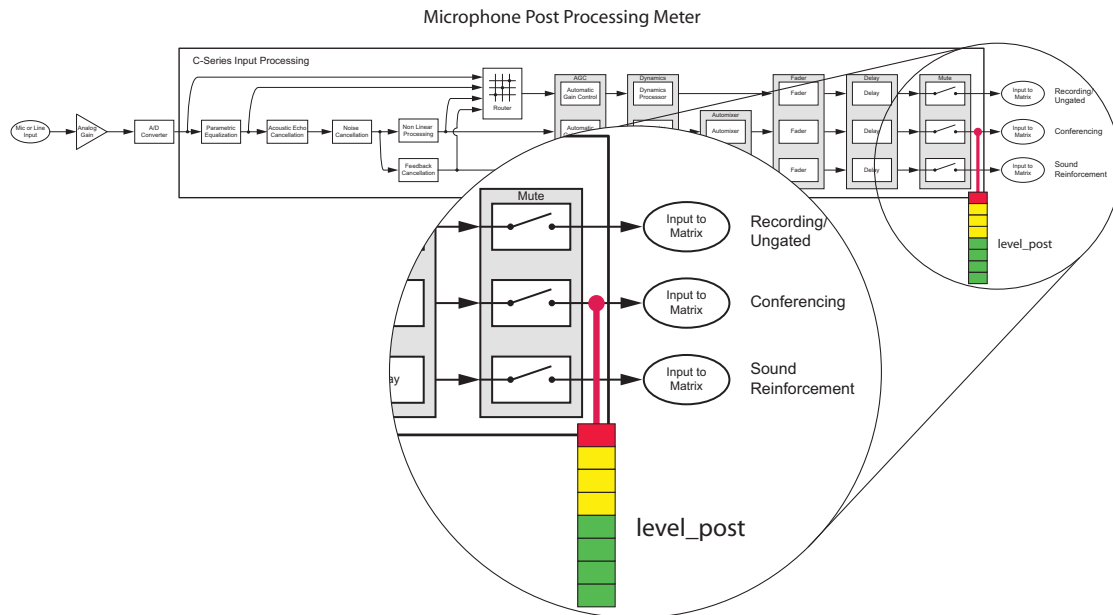 Microphone Post Processing Meter
C-Series Input Processing
Mic or Line
Input
Analog
Gain
A/D
Converter
Parametric
Equalization
Acoustic Echo
Cancellation
Noise
Cancellation
Non Linear
Processing
Feedback
Cancellation
Router
AGC
Automatic
Gain Control
Automatic
Dynamics
Dynamics
Processor
Automixer
Automixer
Fader
Fader
Fader
Fader
Delay
Delay
Delay
Delay
Mute
Input to
Matrix
Recording/
Ungated
Input to
Matrix
Conferencing
Input to
Matrix
Sound
Reinforcement
level_post
Mute
Input to
Matrix
Recording/
Ungated
Input to
Matrix
Conferencing
ay
Input to
Matrix
Sound
Reinforcement
level_post